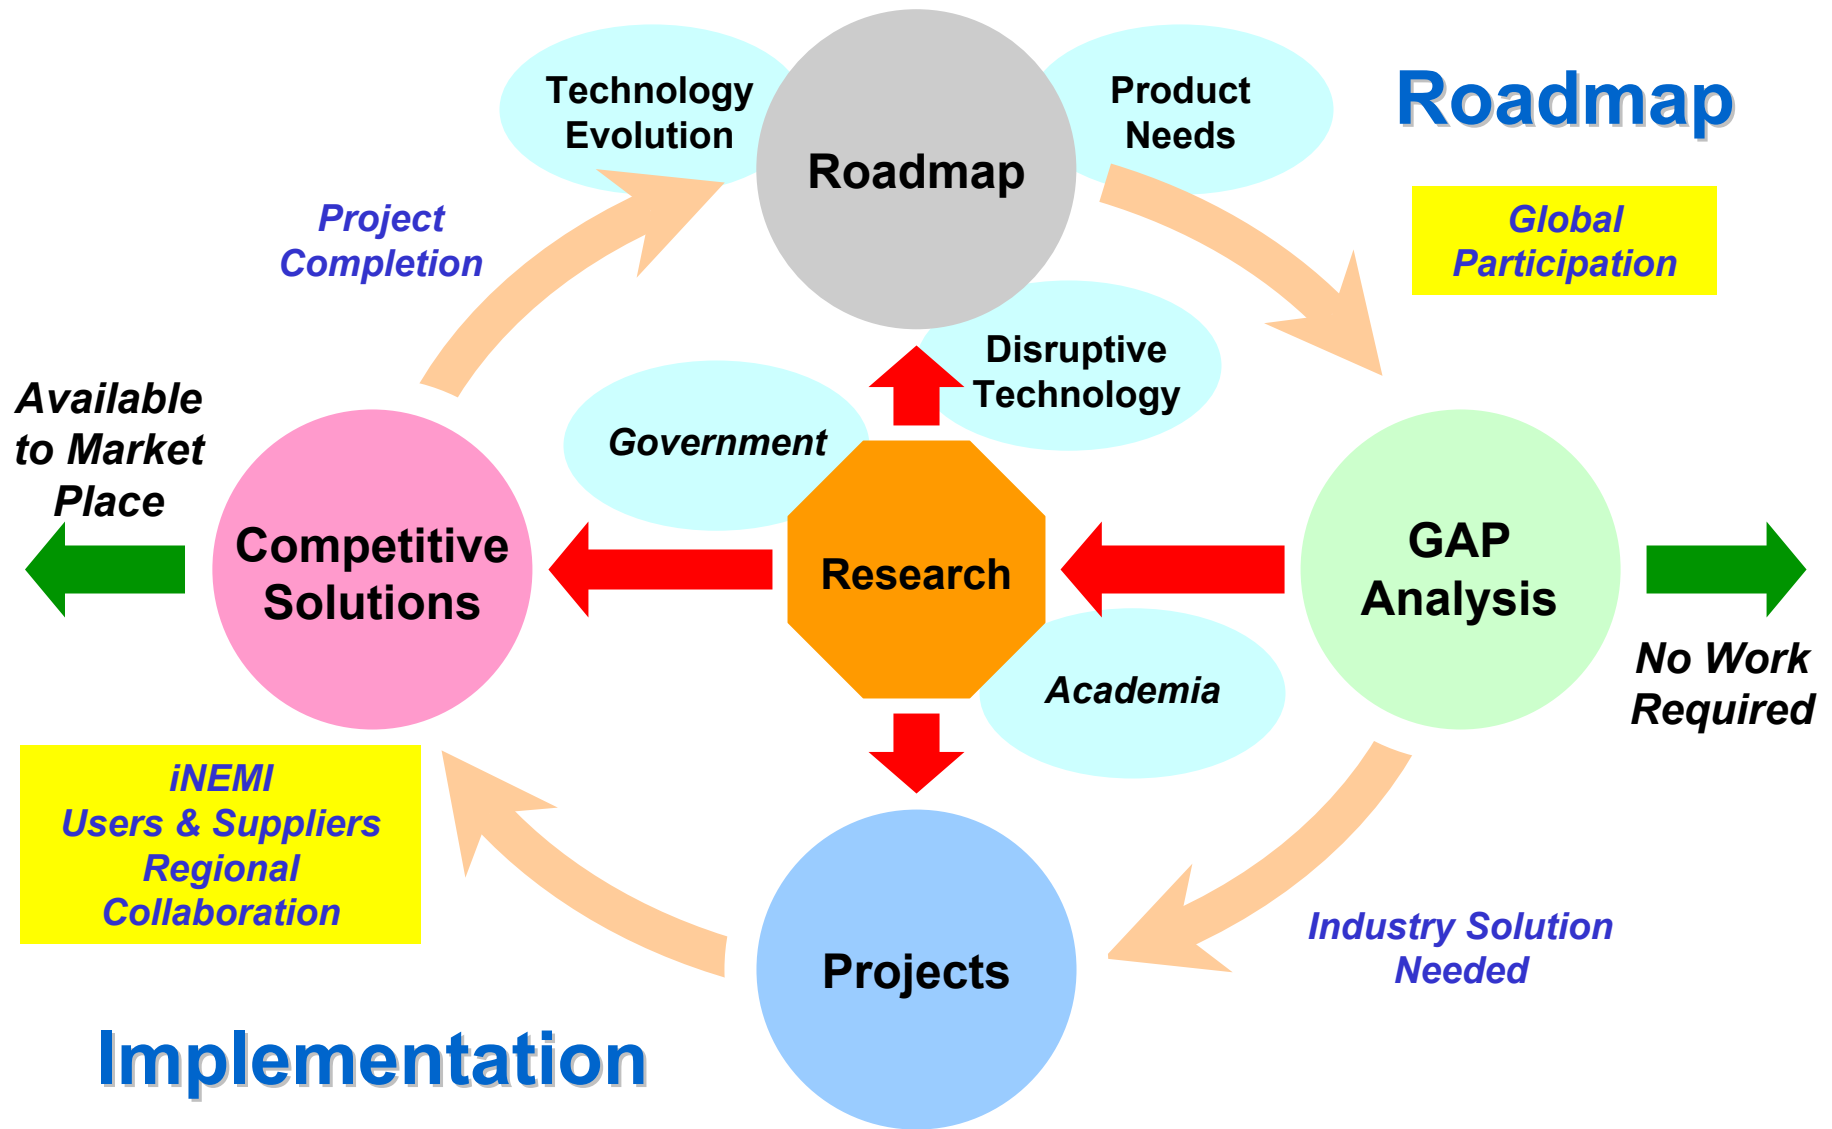 Technology
Evolution
Roadmap
Product
Needs
Roadmap
Project
Completion
Global
Participation
Disruptive
Technology
Available
to Market
Place
Government
Competitive
Solutions
Research
GAP
Analysis
No Work
Required
Academia
iNEMI
Users & Suppliers
Regional
Collaboration
Industry Solution
Needed
Projects
Implementation